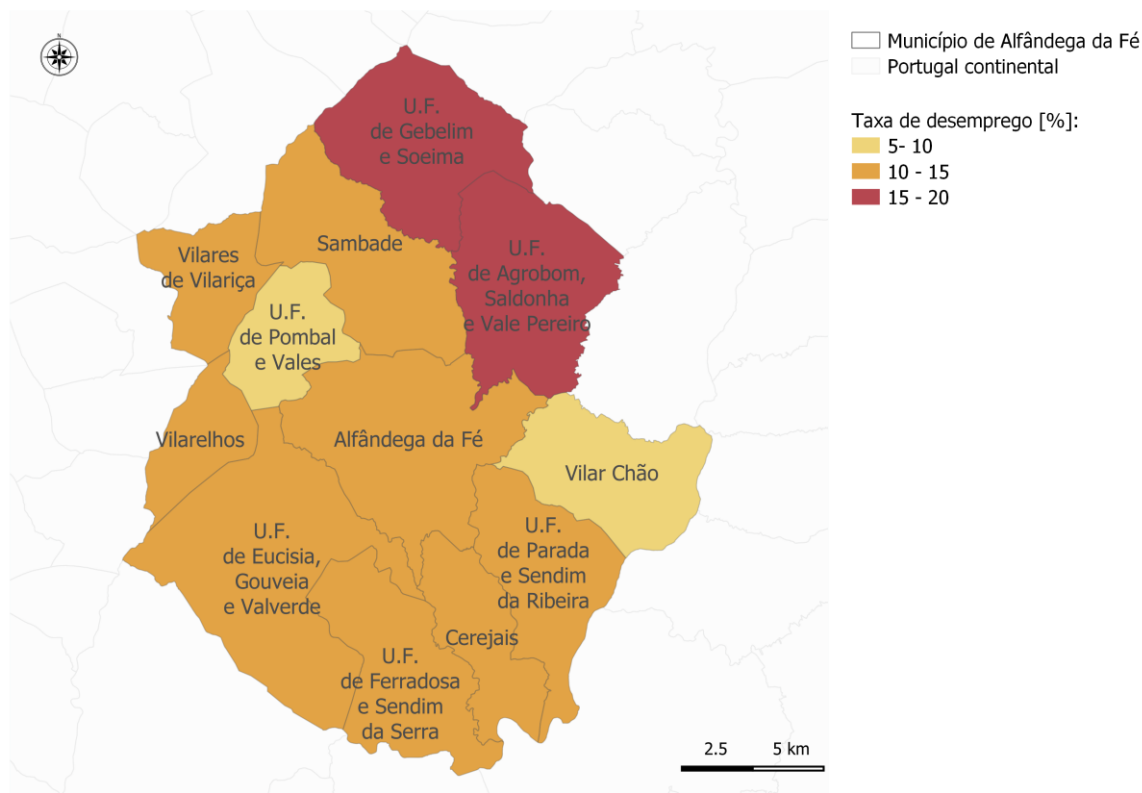 N
U.F.
de Gebelim
e Soeima
Sambade
Vilares
de Vilariça
U.F.
de Agrobom,
Saldonha
e Vale Pereiro
U.F.
de Pombal
e Vales
Vilarelhos
Alfândega da Fé
Vilar Chão
U.F.
de Eucisia,
Gouveia
e Valverde
U.F.
de Parada
e Sendim
da Ribeira
Cerejais
U.F.
de Ferradosa
e Sendim
da Serra
2.5 5 km
Município de Alfândega da Fé
Portugal continental
Taxa de desemprego [%]:
5- 10
10 - 15
15 - 20